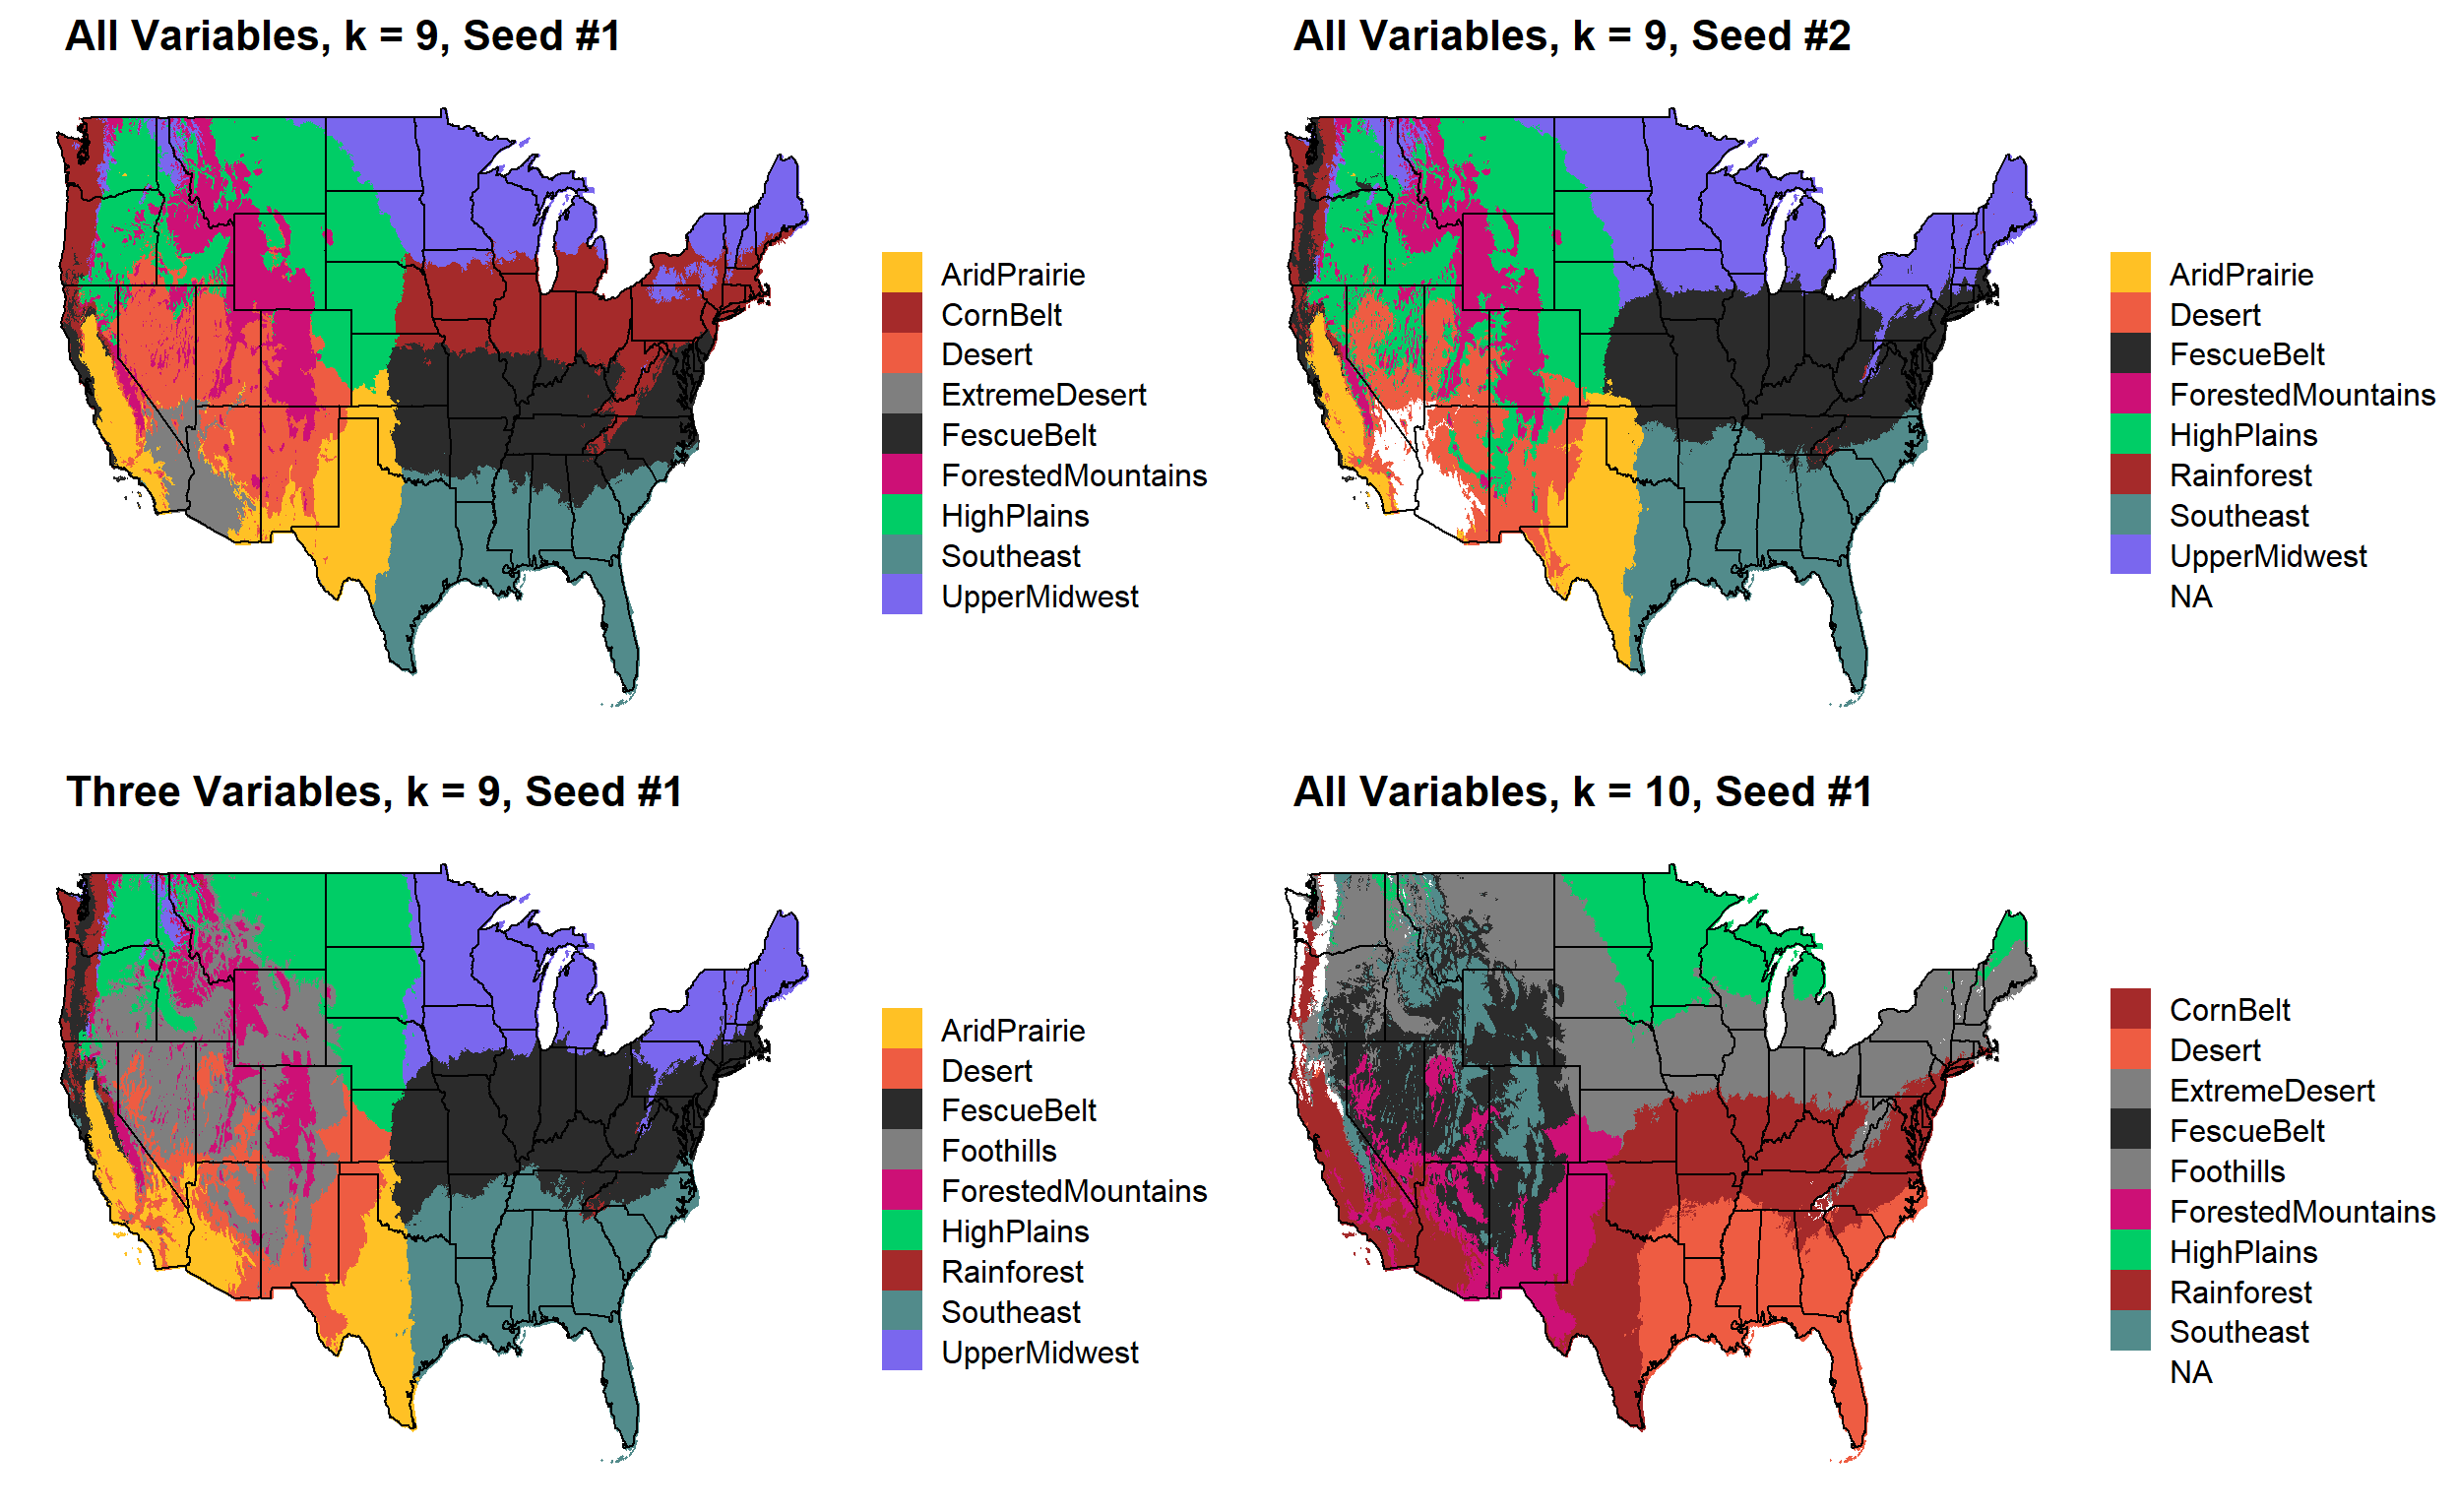 All Variables, k = 9, Seed #1
AridPrairie
CornBelt
Desert
ExtremeDesert
FescueBelt
ForestedMountains
HighPlains
Southeast
UpperMidwest
All Variables, k = 9, Seed #2
AridPrairie
Desert
FescueBelt
ForestedMountains
HighPlains
Rainforest
Southeast
UpperMidwest
NA
Three Variables, k = 9, Seed #1
AridPrairie
Desert
FescueBelt
Foothills
ForestedMountains
HighPlains
Rainforest
Southeast
UpperMidwest
All Variables, k = 10, Seed #1
CornBelt
Desert
ExtremeDesert
FescueBelt
Foothills
ForestedMountains
HighPlains
Rainforest
Southeast
NA